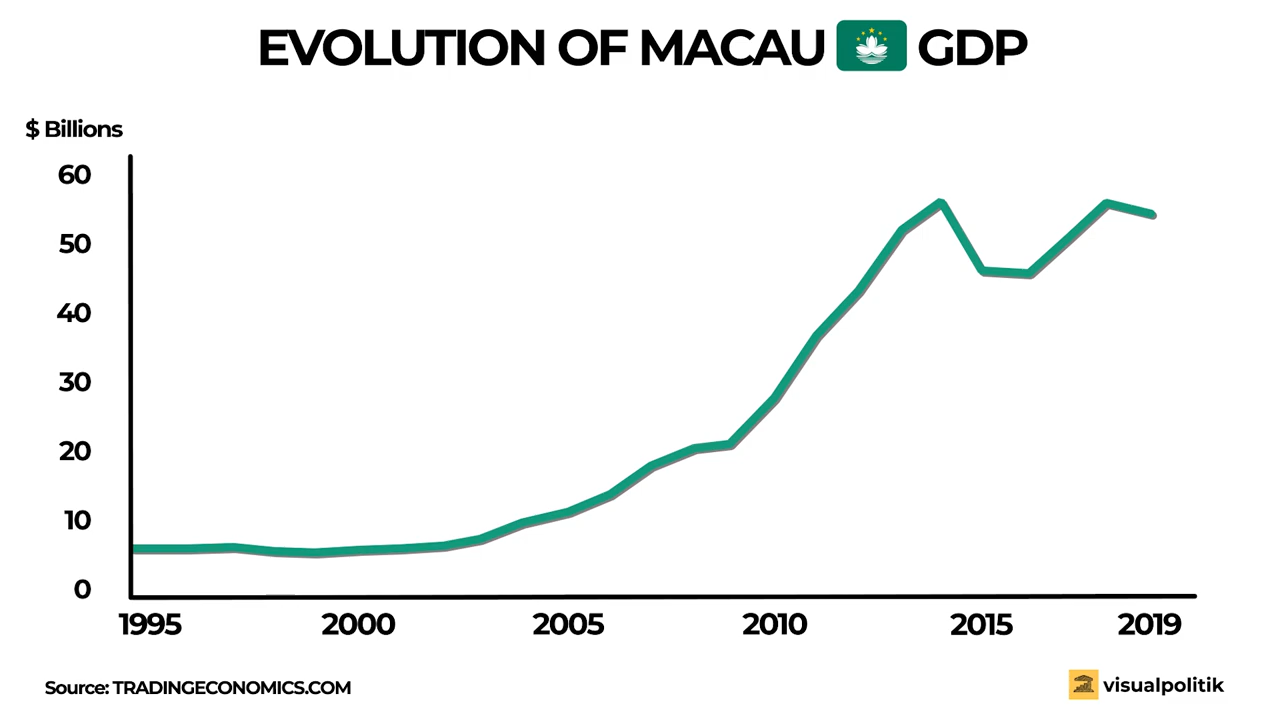 EVOLUTION OF MACAU GDP
$ Billions
60
50
40
30
20
10
0
1995 2000 2005 2010 2015 2019
Source: TRADINGECONOMICS.COM
visualpolitik